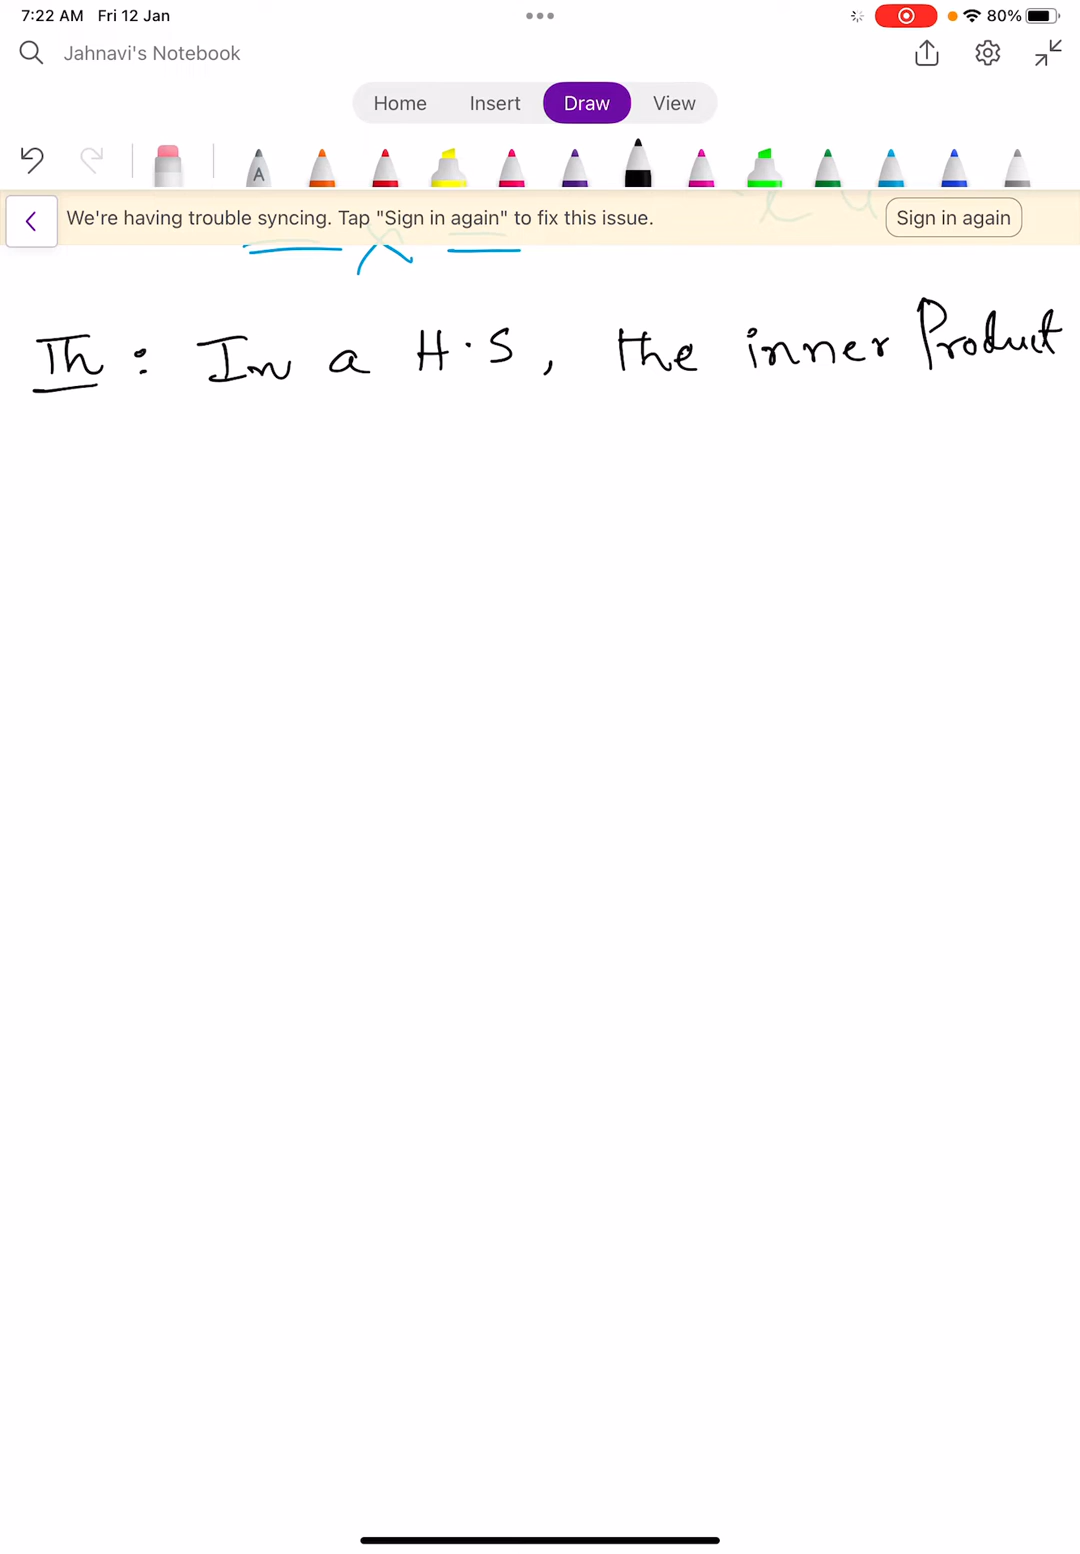 7:22 AM Fri 12 Jan
80%
Jahnavi's Notebook
Home Insert Draw View
A
We're having trouble syncing. Tap "Sign in again" to fix this issue.
Sign in again
Th : In a H.S, the inner Product